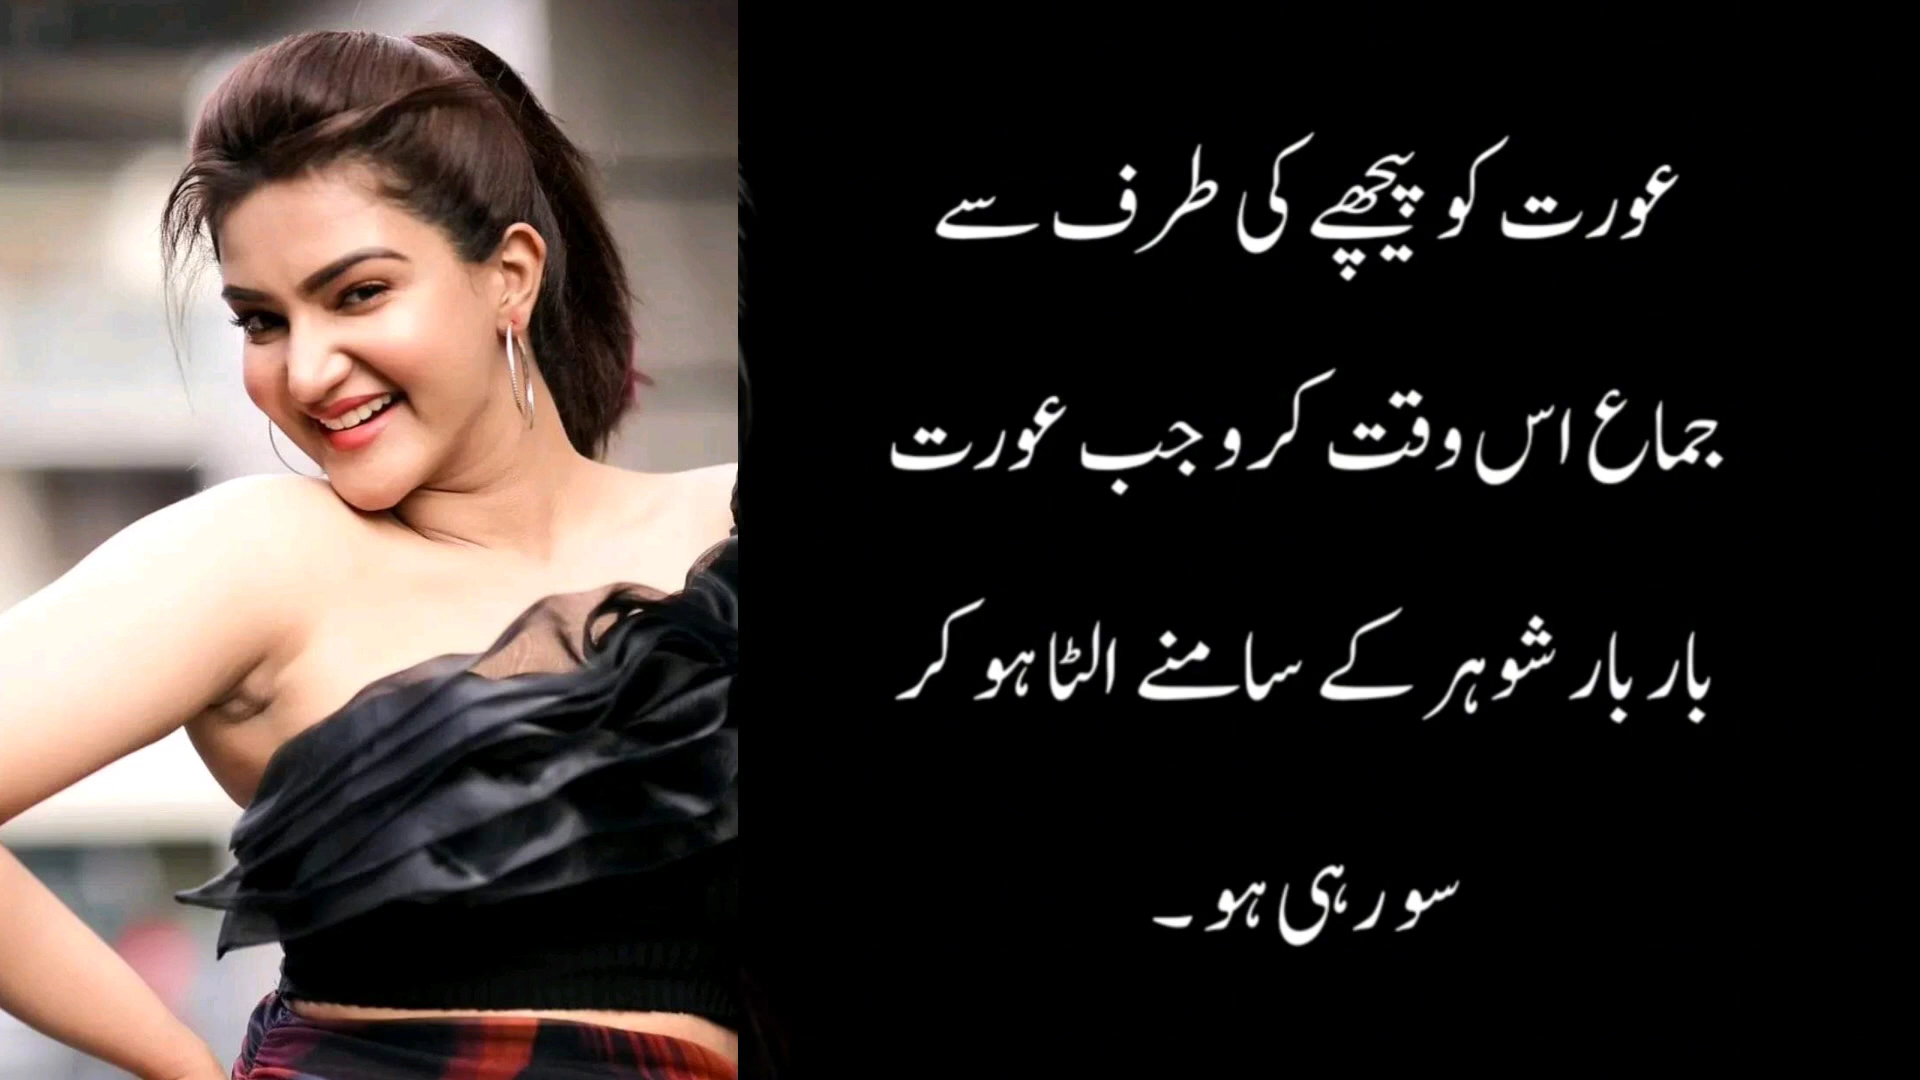 عورت کو پیچھے کی طرف سے
جماع اس وقت کرو جب عورت
بار بار شوہر کے سامنے الٹا ہو کر
سو رہی ہو۔